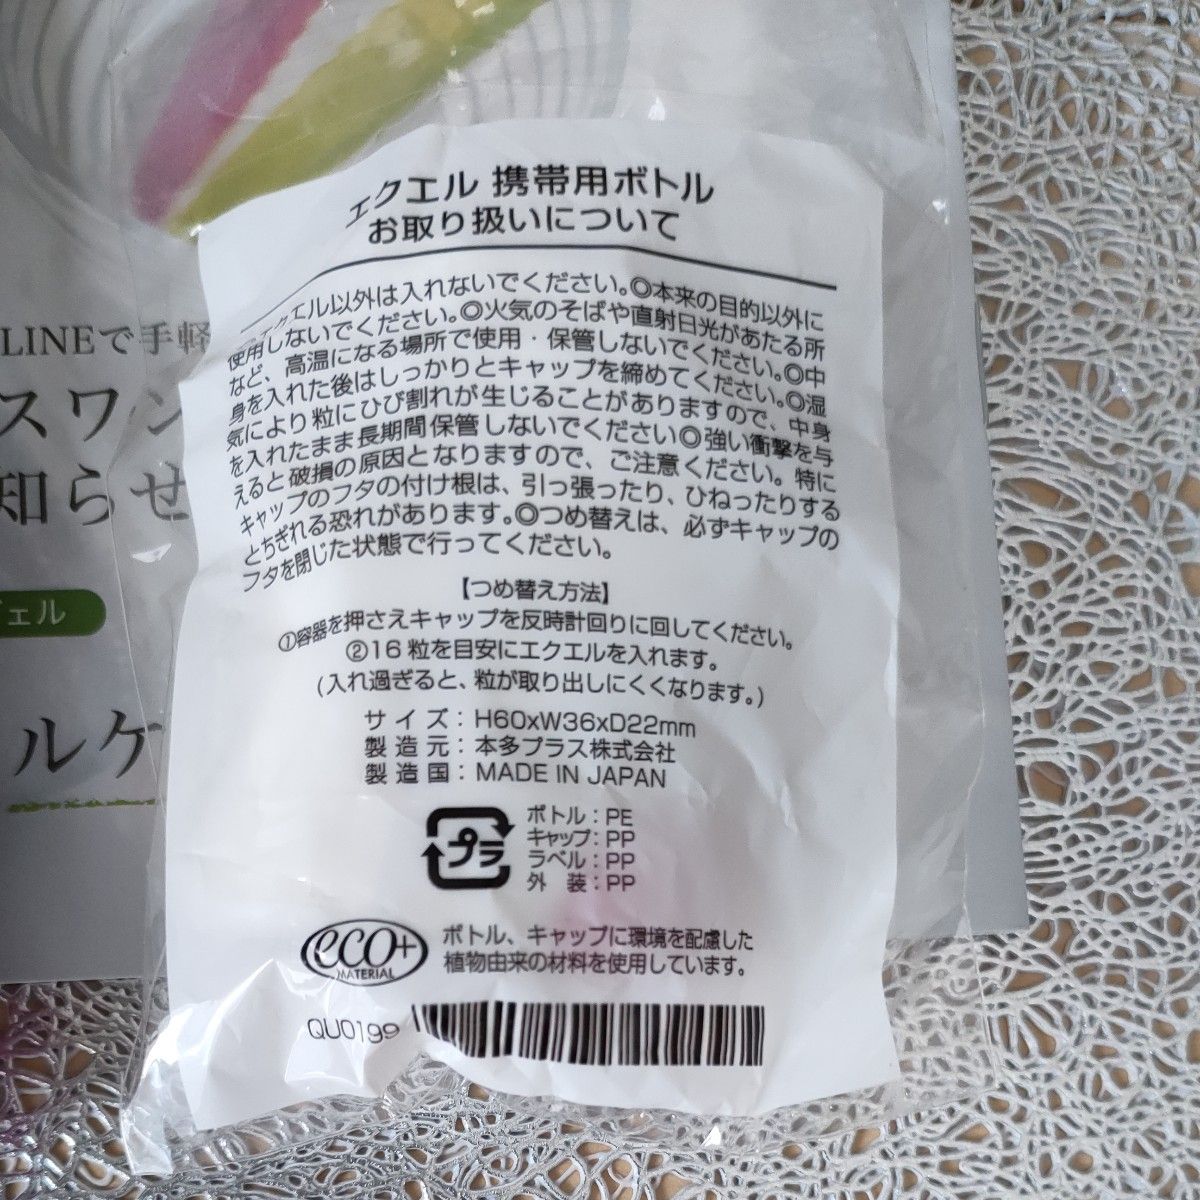 エクエル 携帯用ボトル
お取り扱いについて
エクエル以外は入れないでください。◎本来の目的以外に
使用しないでください。◎火気のそばや直射日光があたる所
など、高温になる場所で使用・保管しないでください。◎中
身を入れた後はしっかりとキャップを締めてください。◎湿
気により粒にひび割れが生じることがありますので、中身
を入れたまま長期間保管しないでください◎強い衝撃を与
えると破損の原因となりますので、ご注意ください。特に
キャップのフタの付け根は、引っ張ったり、ひねったりする
とちぎれる恐れがあります。◎つめ替えは、必ずキャップの
フタを閉じた状態で行ってください。
【つめ替え方法】
①容器を押さえキャップを反時計回りに回してください。
②16粒を目安にエクエルを入れます。
(入れ過ぎると、粒が取り出しにくくなります。)
サイズ：H60xW36xD22mm
製造元：本多プラス株式会社
製造国：MADE IN JAPAN
プラ
ボトル：PE
キャップ：PP
ラベル：PP
外　装：PP
eco+
MATERIAL
ボトル、キャップに環境を配慮した
植物由来の材料を使用しています。
QU0199
LINEで手軽
スワン
知らせ
ェル
ルケ